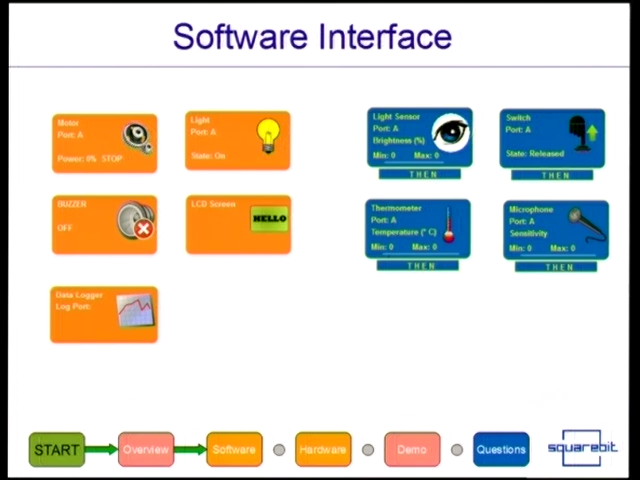 Software Interface
Motor
Port: A
Power: 0% STOP
Light
Port: A
State: On
Light Sensor
Port: A
Brightness (%)
Min: 0 Max: 0
THEN
Switch
Port: A
State: Released
THEN
BUZZER
OFF
LCD Screen
HELLO
Thermometer
Port: A
Temperature (° C)
Min: 0 Max: 0
THEN
Microphone
Port: A
Sensitivity
Min: 0 Max: 0
THEN
Data Logger
Log Port:
START
Overview
Software
Hardware
Demo
Questions
squarebit